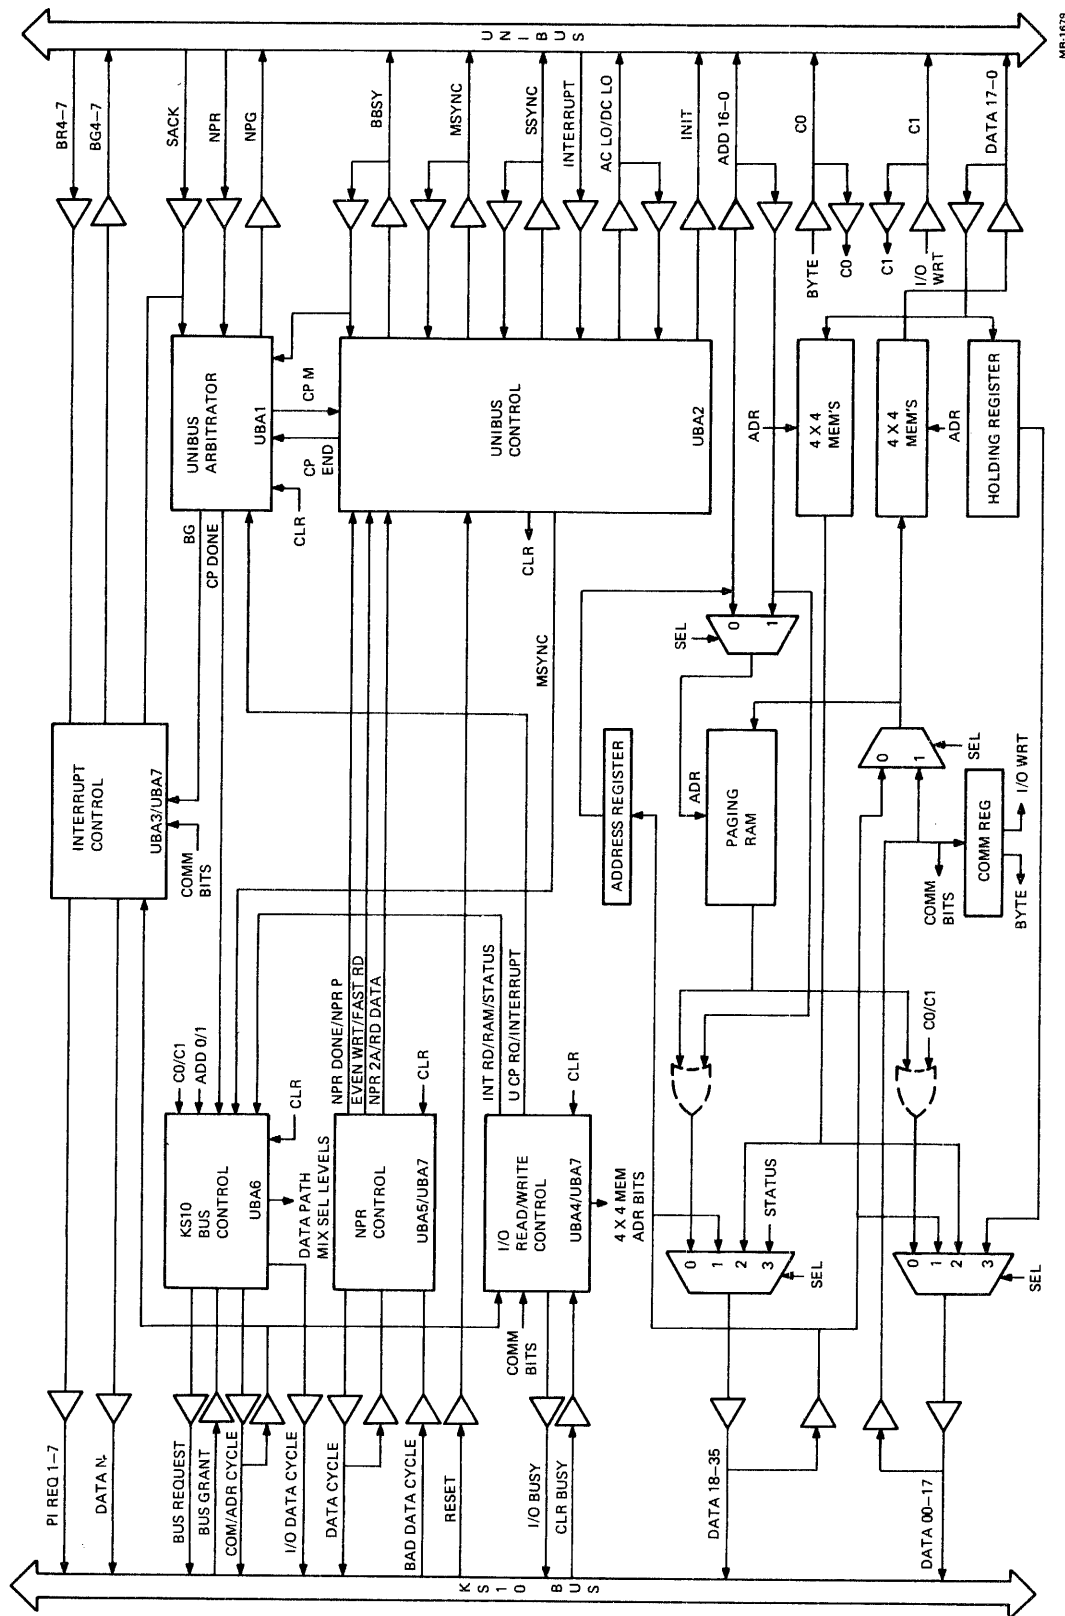 UNIBUS
MR-1679
BR4-7
BG4-7
SACK
NPR
NPG
BBSY
MSYNC
SSYNC
INTERRUPT
AC LO/DC LO
INIT
ADD 16-0
C0
C1
DATA 17-0
BYTE
C0
C1
I/O
WRT
UNIBUS
ARBITRATOR
UBA1
CP M
CP
END
CLR
BG
CP DONE
UNIBUS
CONTROL
UBA2
CLR
MSYNC
ADR
4 X 4
MEM'S
4 X 4
MEM'S
ADR
HOLDING REGISTER
SEL
0
1
INTERRUPT
CONTROL
UBA3/UBA7
COMM
BITS
ADDRESS REGISTER
ADR
PAGING
RAM
0
1
SEL
COMM REG
I/O WRT
BYTE
COMM
BITS
C0/C1
ADD 0/1
KS10
BUS
CONTROL
UBA6
CLR
DATA PATH
MIX SEL LEVELS
NPR DONE/NPR P
EVEN WRT/FAST RD
NPR 2A/RD DATA
NPR
CONTROL
UBA5/UBA7
CLR
INT RD/RAM/STATUS
U CP RQ/INTERRUPT
I/O
READ/WRITE
CONTROL
UBA4/UBA7
CLR
4 X 4 MEM
ADR BITS
COMM
BITS
C0/C1
STATUS
0
1
2
3
SEL
0
1
2
3
SEL
PI REQ 1-7
DATA N
BUS REQUEST
BUS GRANT
COM/ADR CYCLE
I/O DATA CYCLE
DATA CYCLE
BAD DATA CYCLE
RESET
I/O BUSY
CLR BUSY
DATA 18-35
DATA 00-17
KS10 BUS